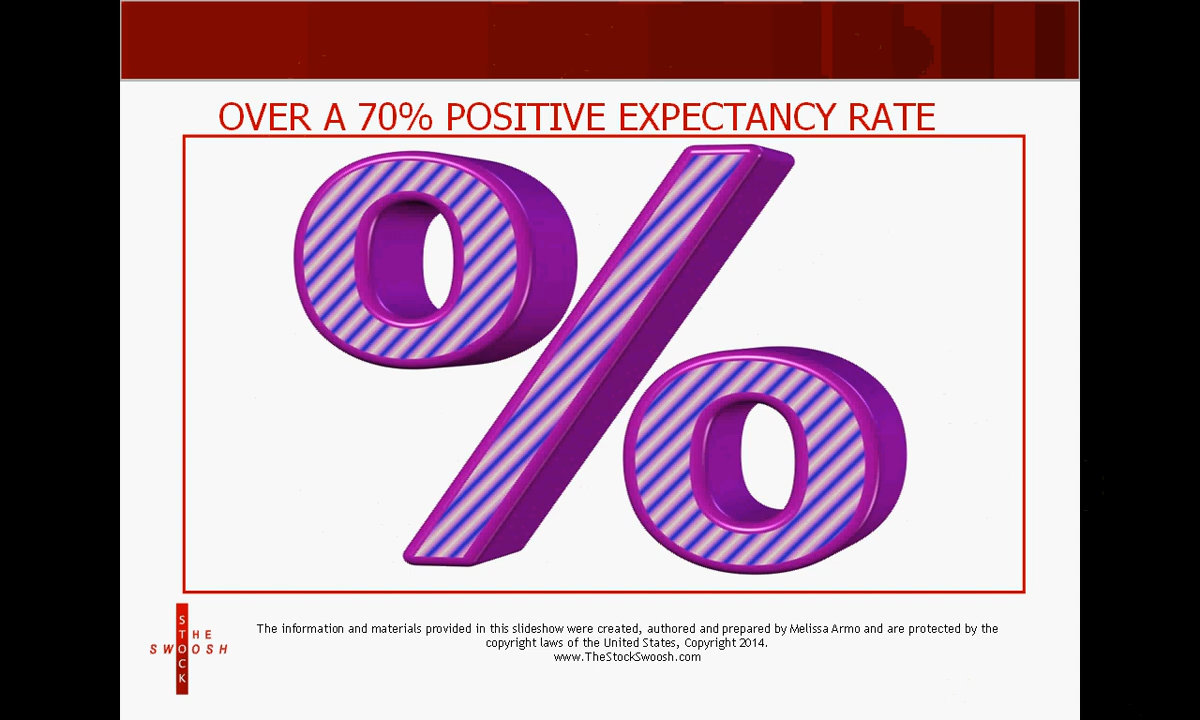 OVER A 70% POSITIVE EXPECTANCY RATE
%
THE
STOCK
SWOOSH
The information and materials provided in this slideshow were created, authored and prepared by Melissa Armo and are protected by the
copyright laws of the United States, Copyright 2014.
www.TheStockSwoosh.com